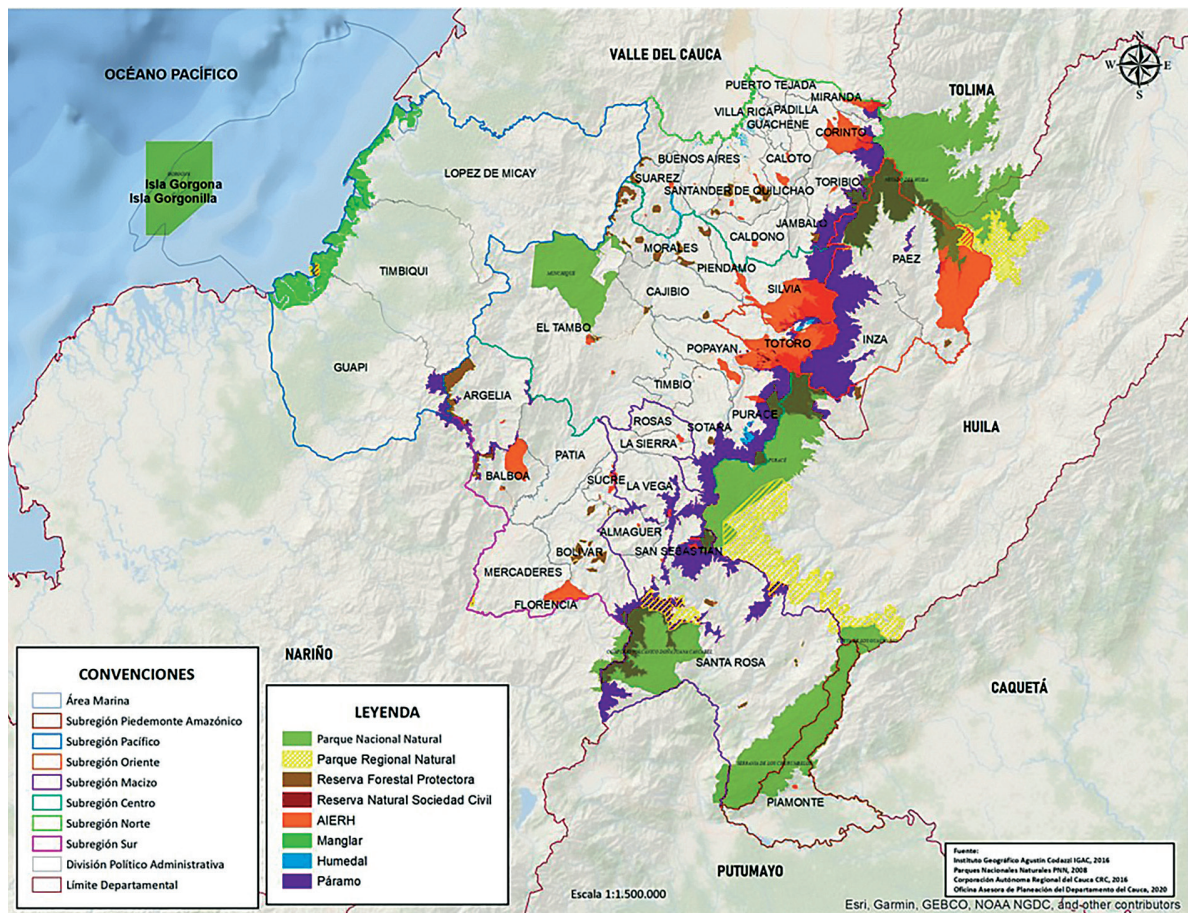 OCÉANO PACÍFICO
VALLE DEL CAUCA
TOLIMA
N
W E
S
PUERTO TEJADA
MIRANDA
VILLA RICA
PADILLA
GUACHENE
CORINTO
BUENOS AIRES
CALOTO
LOPEZ DE MICAY
SUAREZ
SANTANDER DE QUILICHAO
TORIBIO
Isla Gorgona
Isla Gorgonilla
JAMBALO
CALDONO
MORALES
PAEZ
TIMBIQUI
PIENDAMO
MUNCHIQUE
CAJIBIO
SILVIA
EL TAMBO
TOTORO
INZA
POPAYAN
GUAPI
TIMBIO
ARGELIA
PURACE
ROSAS
SOTARA
HUILA
LA SIERRA
PATIA
PURACÉ
BALBOA
SUCRE
LA VEGA
ALMAGUER
SAN SEBASTIAN
BOLIVAR
MERCADERES
FLORENCIA
NARIÑO
SANTA ROSA
CAQUETÁ
PIAMONTE
PUTUMAYO
CONVENCIONES
Área Marina
Subregión Piedemonte Amazónico
Subregión Pacífico
Subregión Oriente
Subregión Macizo
Subregión Centro
Subregión Norte
Subregión Sur
División Político Administrativa
Límite Departamental
LEYENDA
Parque Nacional Natural
Parque Regional Natural
Reserva Forestal Protectora
Reserva Natural Sociedad Civil
AIERH
Manglar
Humedal
Páramo
Escala 1:1.500.000
Fuente:
Instituto Geográfico Agustin Codazzi IGAC, 2016
Parques Nacionales Naturales PNN, 2008
Corporación Autónoma Regional del Cauca CRC, 2016
Oficina Asesora de Planeación del Departamento del Cauca, 2020
Esri, Garmin, GEBCO, NOAA NGDC, and other contributors